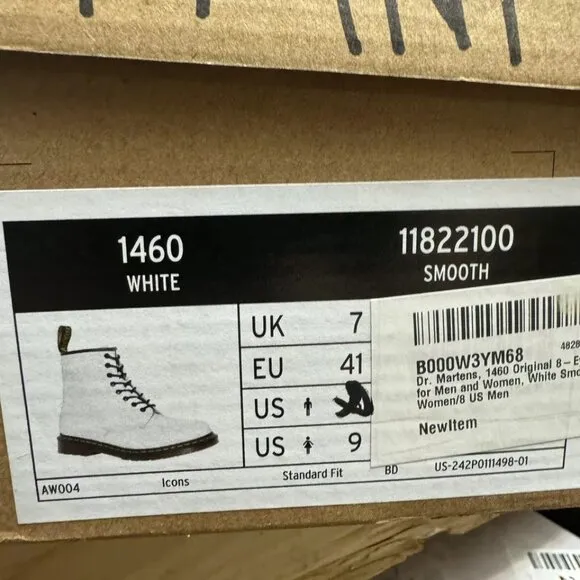 1460
WHITE
11822100
SMOOTH
UK 7
EU 41
US
US 9
B000W3YM68
Dr. Martens, 1460 Original 8-E
for Men and Women, White Smo
Women/8 US Men
NewItem
AW004
Icons
Standard Fit
BD
US-242P0111498-01